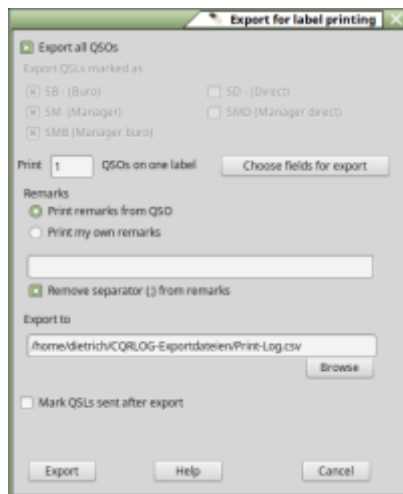 Export for label printing
Export all QSOs
Export QSLs marked as
SB - (Buro) SD - (Direct)
SM (Manager) SMD (Manager direct)
SMB (Manager buro)
Print 1 QSOs on one label Choose fields for export
Remarks
Print remarks from QSO
Print my own remarks
Remove separator (;) from remarks
Export to
/home/dietrich/CQRLOG-Exportdateien/Print-Log.csv
Browse
Mark QSLs sent after export
Export Help Cancel